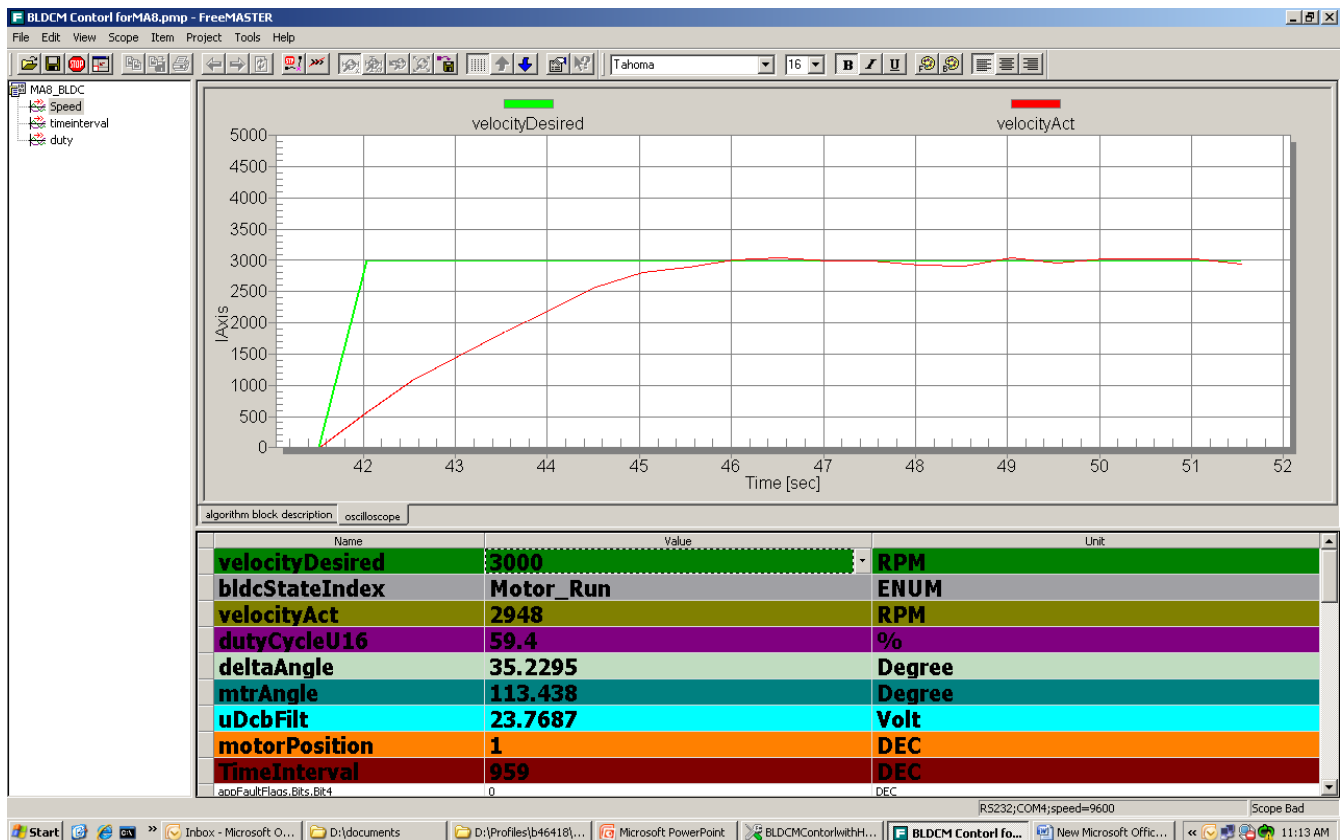 BLDCM Contorl forMA8.pmp - FreeMASTER
File Edit View Scope Item Project Tools Help
STOP Tahoma 16 B I U
MA8_BLDC
Speed
timeinterval
duty
velocityDesired velocityAct
5000
4500
4000
3500
3000
2500
2000
1500
1000
500
0
IAxis
42 43 44 45 46 47 48 49 50 51 52
Time [sec]
algorithm block description oscilloscope
Name Value Unit
velocityDesired 3000 RPM
bldcStateIndex Motor_Run ENUM
velocityAct 2948 RPM
dutyCycleU16 59.4 %
deltaAngle 35.2295 Degree
mtrAngle 113.438 Degree
uDcbFilt 23.7687 Volt
motorPosition 1 DEC
TimeInterval 959 DEC
appFaultFlags.Bits.Bit4 0 DEC
RS232;COM4;speed=9600 Scope Bad
Start » Inbox - Microsoft O... D:\documents D:\Profiles\b46418\... Microsoft PowerPoint BLDCMContorlwithH... BLDCM Contorl fo... New Microsoft Offic... « 11:13 AM